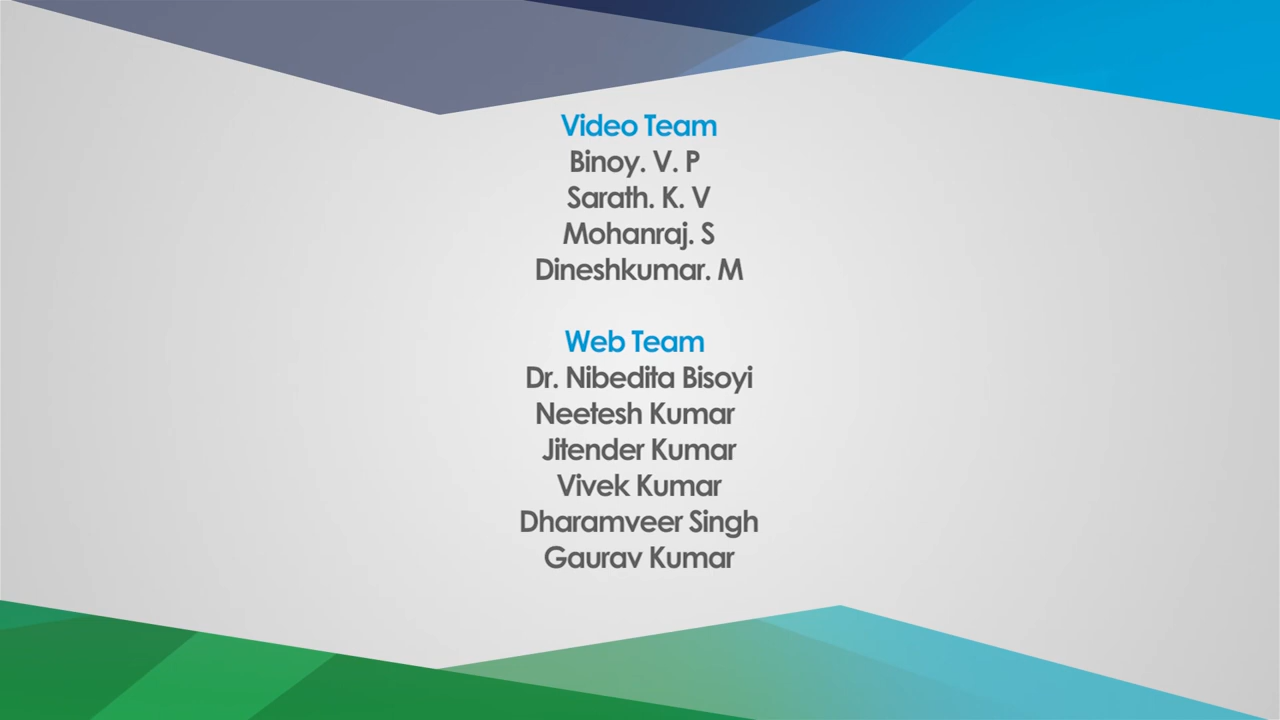 Video Team
Binoy. V. P
Sarath. K. V
Mohanraj. S
Dineshkumar. M
Web Team
Dr. Nibedita Bisoyi
Neetesh Kumar
Jitender Kumar
Vivek Kumar
Dharamveer Singh
Gaurav Kumar